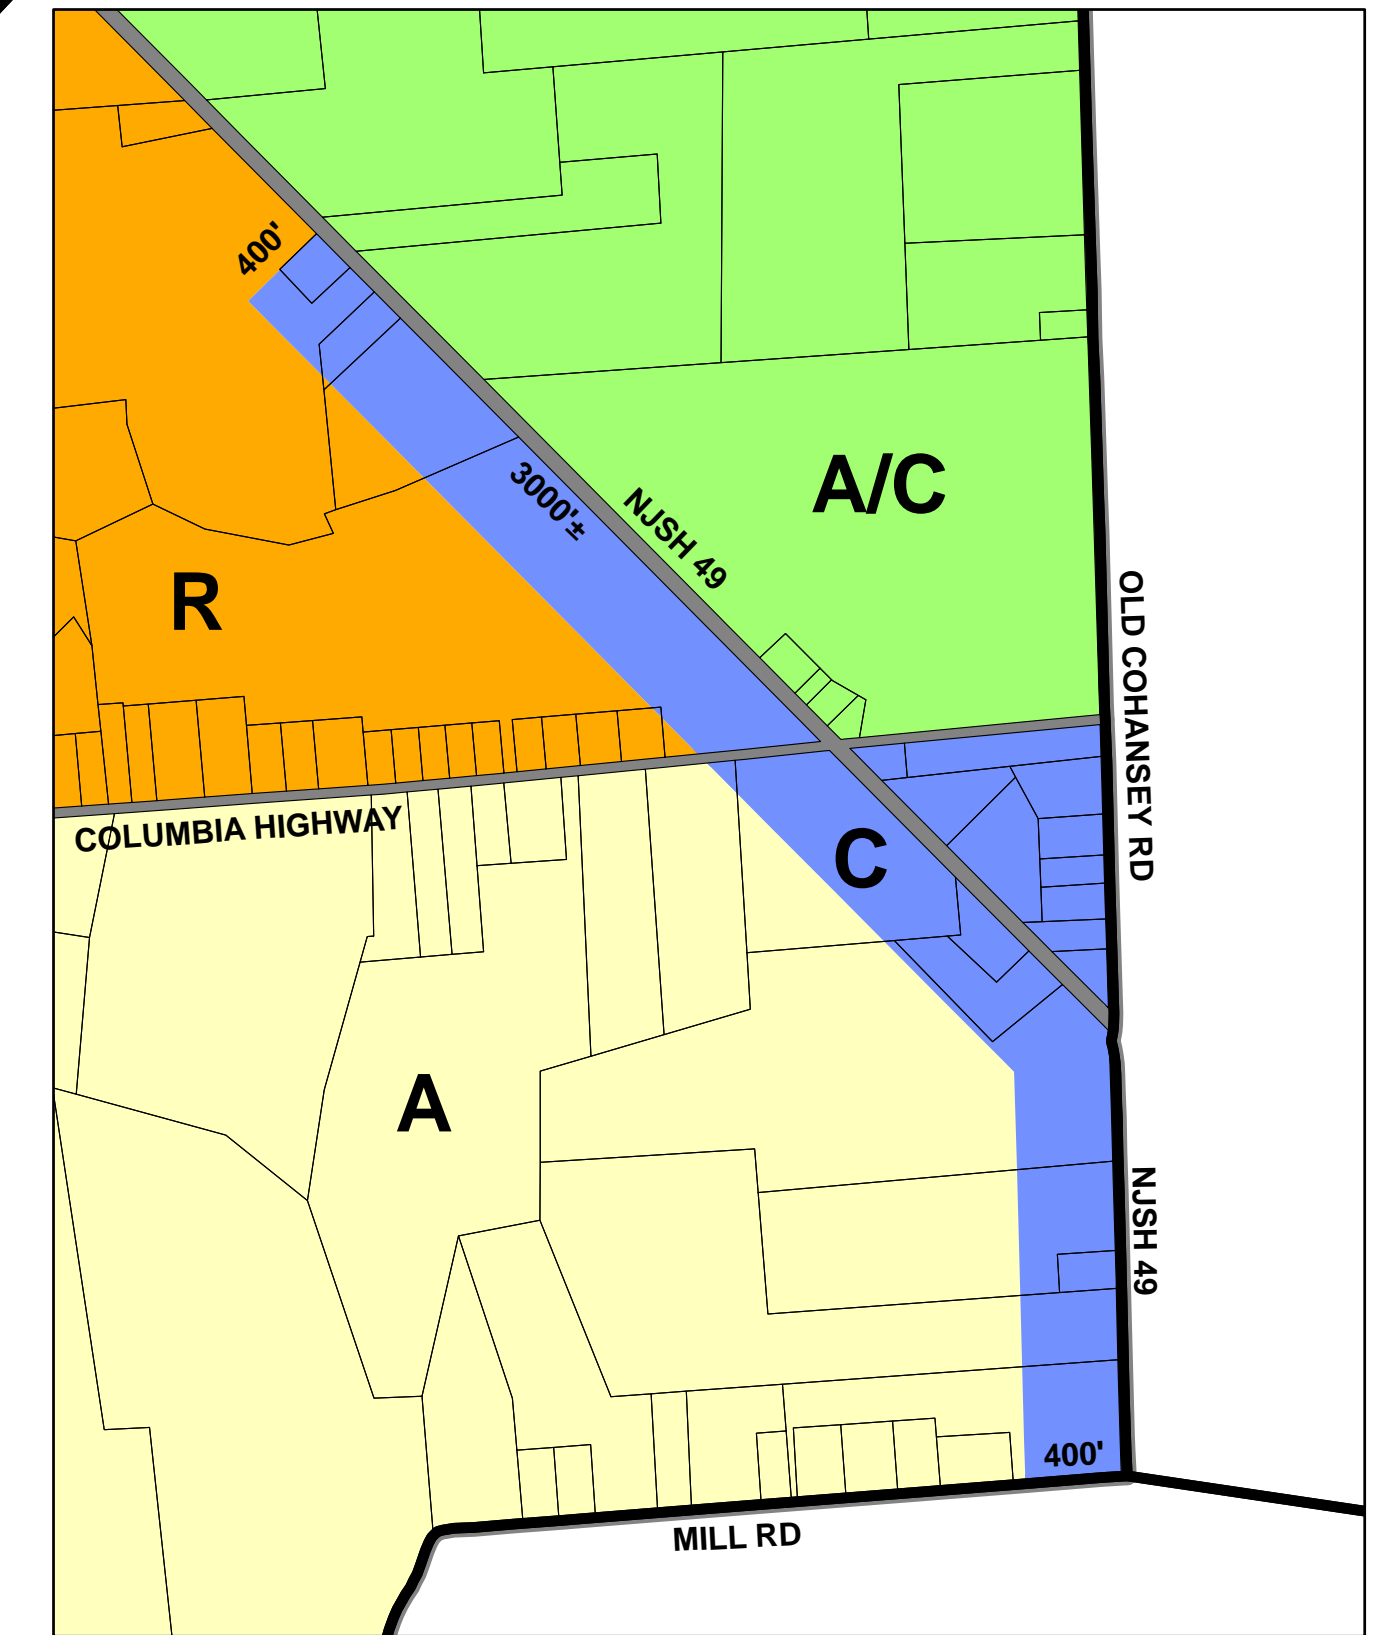 400'
3000'±
NJSH 49
A/C
R
OLD COHANSEY RD
COLUMBIA HIGHWAY
C
A
NJSH 49
400'
MILL RD